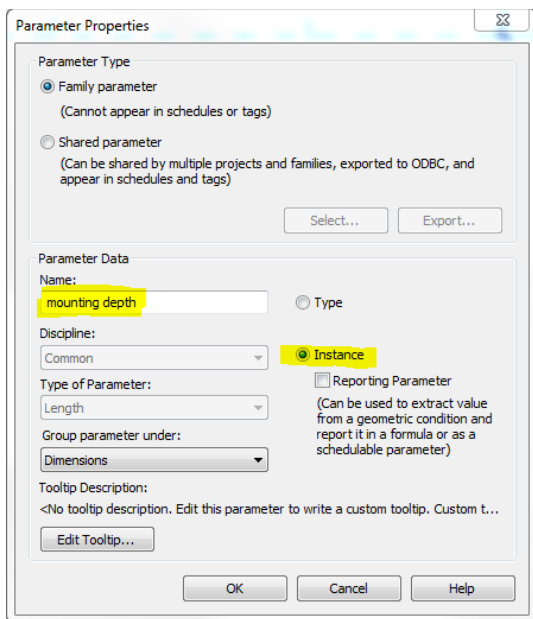 Parameter Properties
Parameter Type
Family parameter
(Cannot appear in schedules or tags)
Shared parameter
(Can be shared by multiple projects and families, exported to ODBC, and
appear in schedules and tags)
Select...
Export...
Parameter Data
Name:
mounting depth
Type
Discipline:
Common
Instance
Reporting Parameter
Type of Parameter:
Length
(Can be used to extract value
from a geometric condition and
report it in a formula or as a
schedulable parameter)
Group parameter under:
Dimensions
Tooltip Description:
<No tooltip description. Edit this parameter to write a custom tooltip. Custom t...
Edit Tooltip...
OK
Cancel
Help